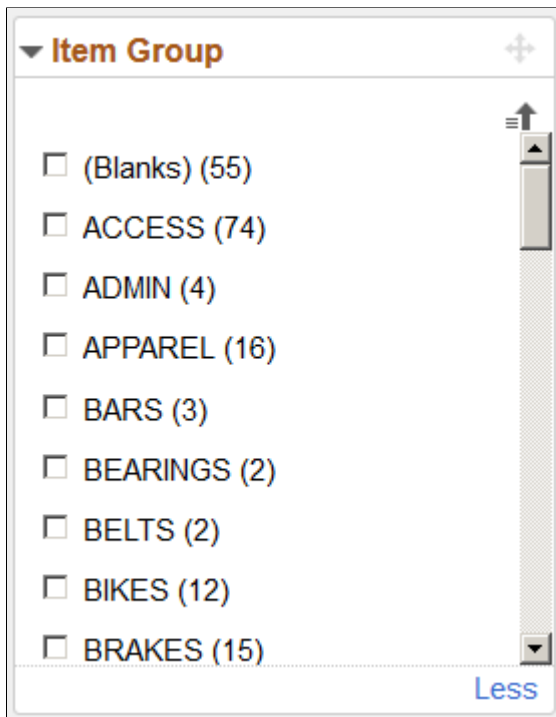 Item Group
(Blanks) (55)
ACCESS (74)
ADMIN (4)
APPAREL (16)
BARS (3)
BEARINGS (2)
BELTS (2)
BIKES (12)
BRAKES (15)
Less